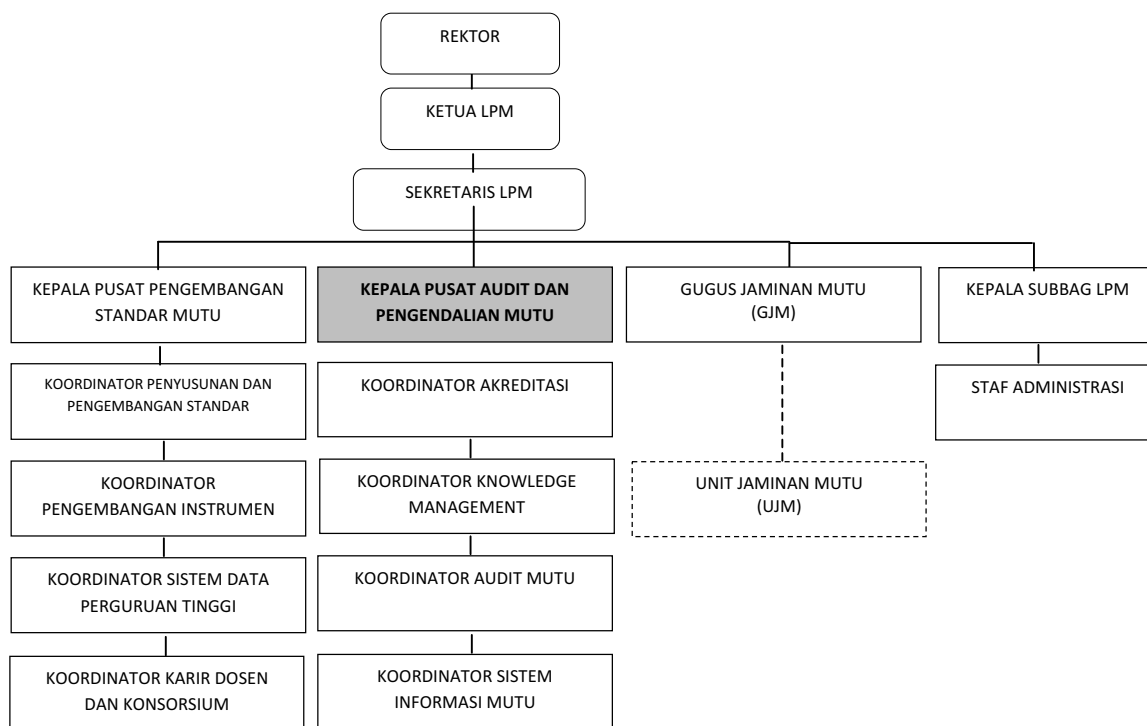 REKTOR
KETUA LPM
SEKRETARIS LPM
KEPALA PUSAT PENGEMBANGAN
STANDAR MUTU
KEPALA PUSAT AUDIT DAN
PENGENDALIAN MUTU
GUGUS JAMINAN MUTU
(GJM)
KEPALA SUBBAG LPM
KOORDINATOR PENYUSUNAN DAN
PENGEMBANGAN STANDAR
KOORDINATOR AKREDITASI
STAF ADMINISTRASI
KOORDINATOR
PENGEMBANGAN INSTRUMEN
KOORDINATOR KNOWLEDGE
MANAGEMENT
UNIT JAMINAN MUTU
(UJM)
KOORDINATOR SISTEM DATA
PERGURUAN TINGGI
KOORDINATOR AUDIT MUTU
KOORDINATOR KARIR DOSEN
DAN KONSORSIUM
KOORDINATOR SISTEM
INFORMASI MUTU